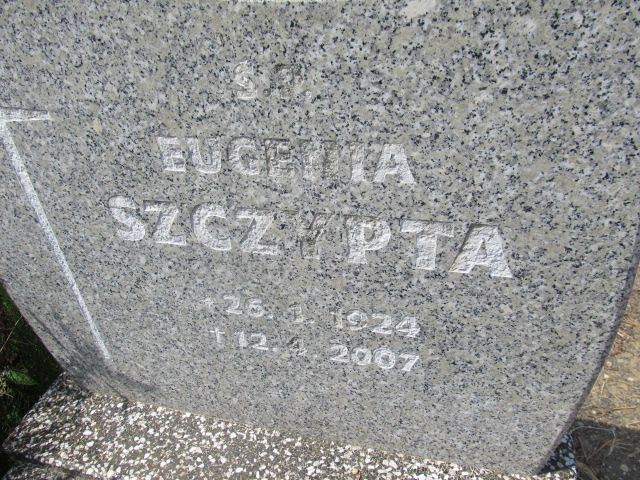 Ś.P.
EUGENIA
SZCZYPTA
* 26. 1. 1924
† 12. 4. 2007